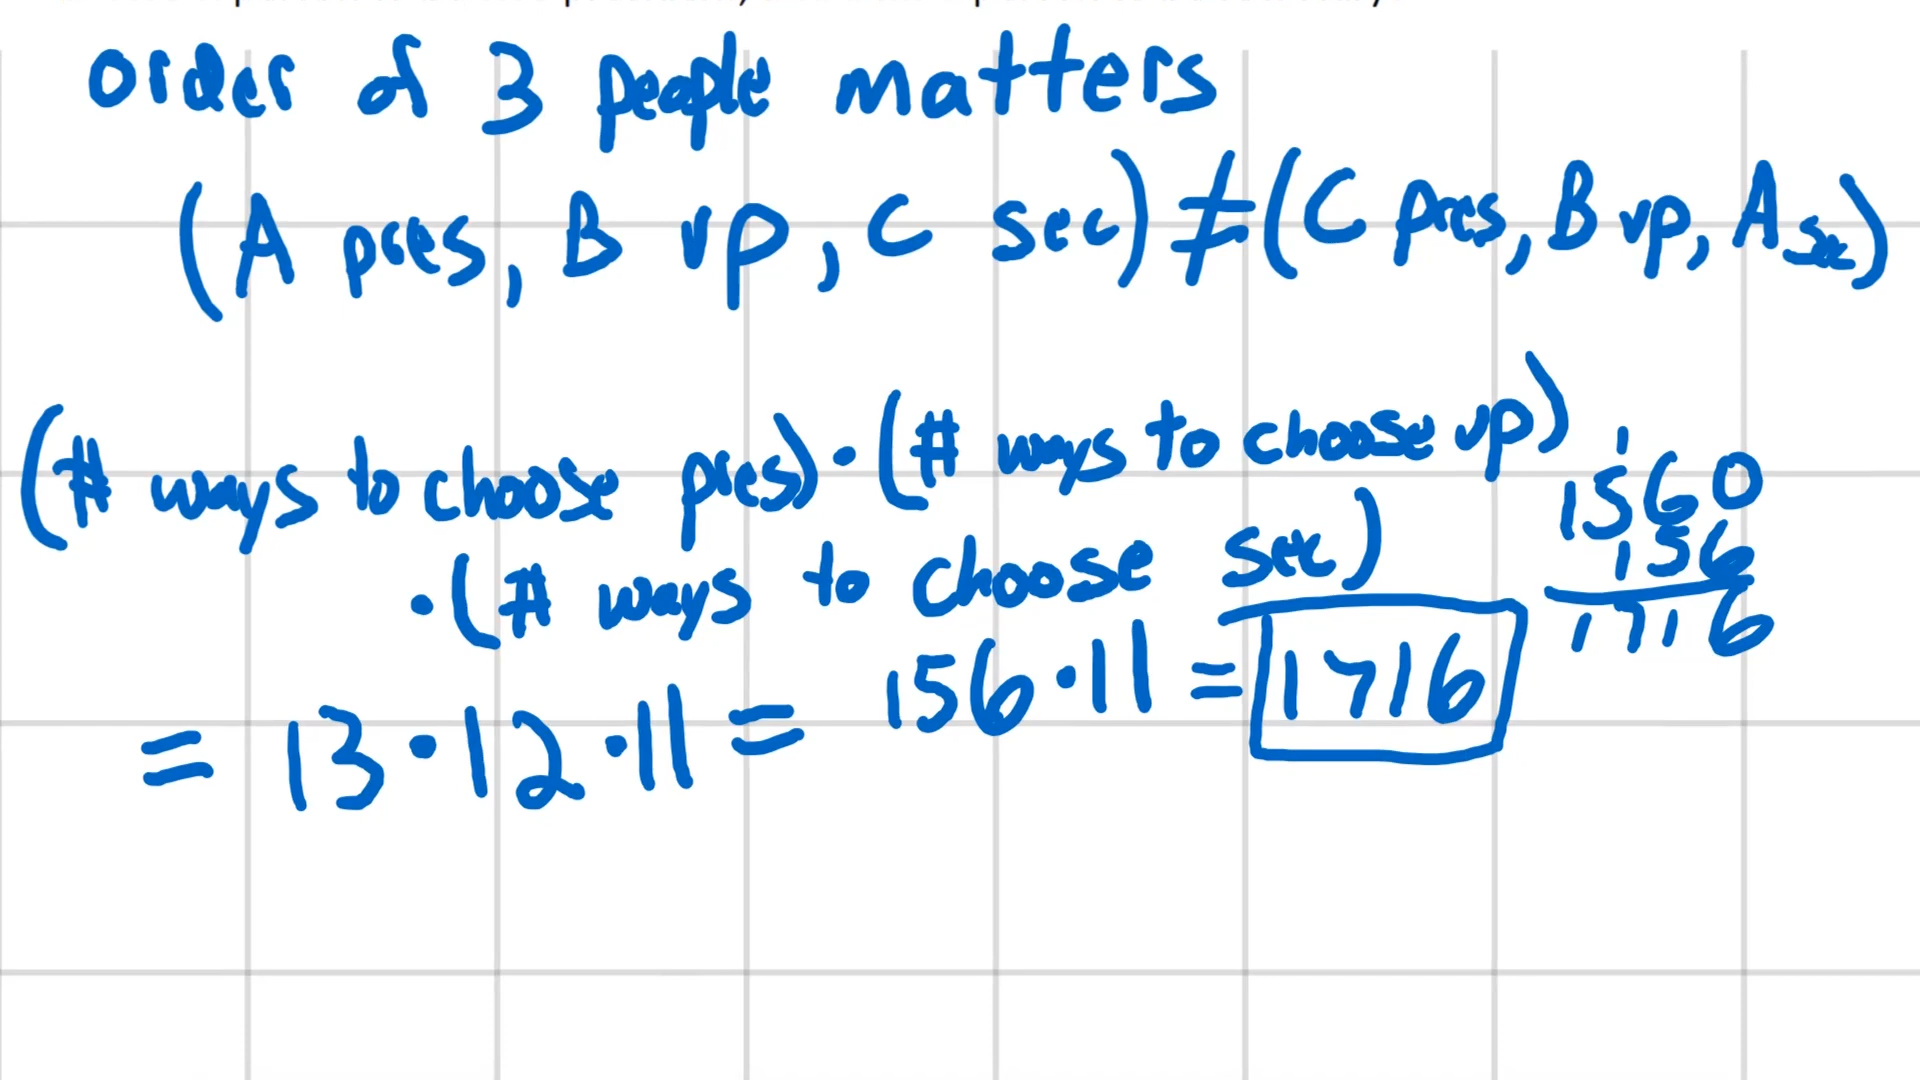 order of 3 people matters
(A pres, B vp, C sec) ≠ (C pres, B vp, A sec)
(# ways to choose pres) · (# ways to choose vp)
· (# ways to choose sec)
= 13 · 12 · 11 = 156 · 11 = 1716
1
1560
156
1716